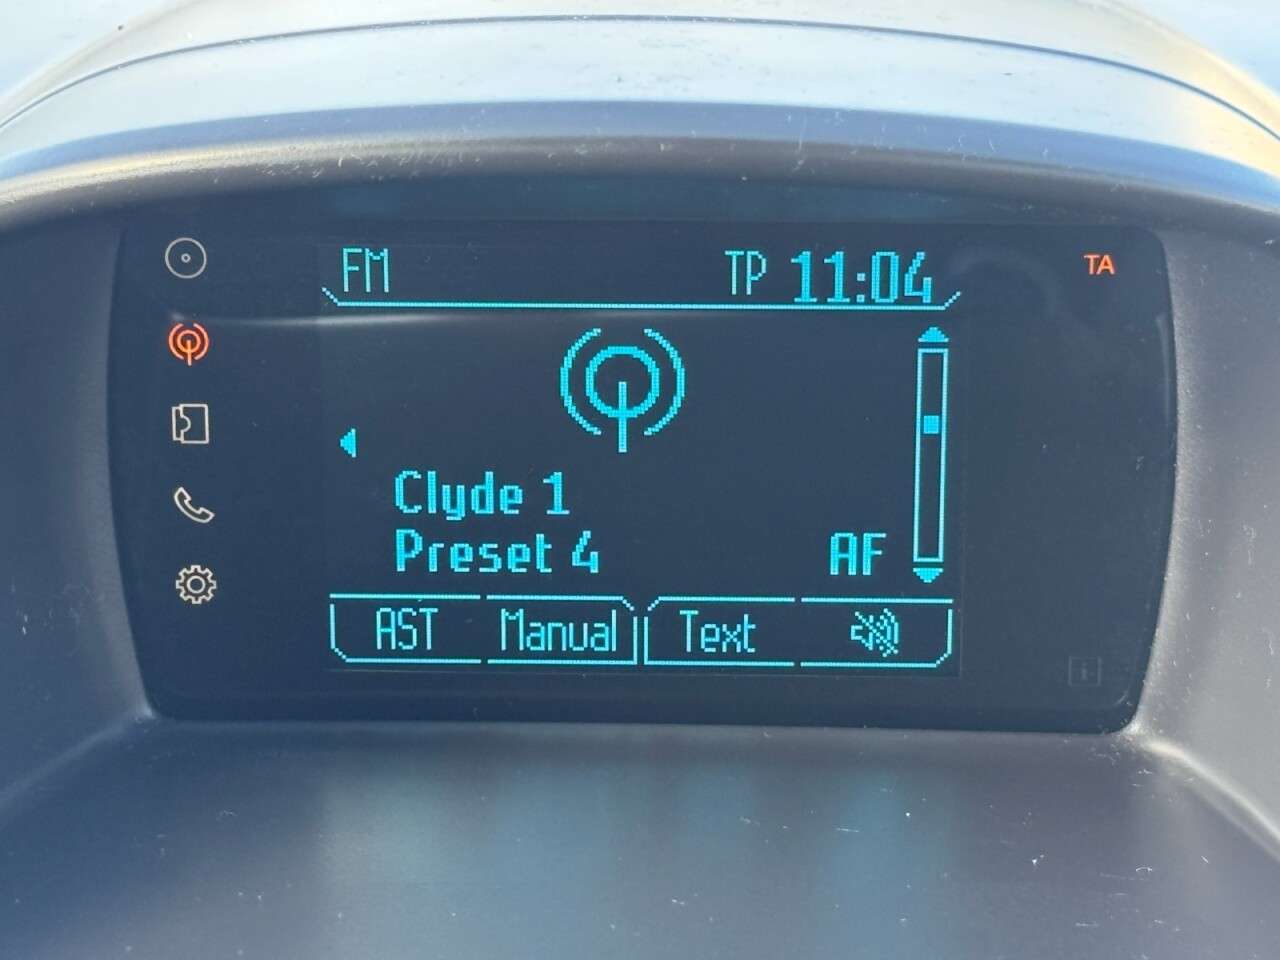 FM TP 11:04 TA
Clyde 1
Preset 4 AF
AST Manual Text
i